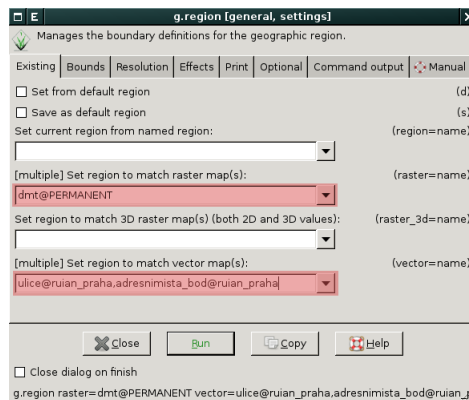 g.region [general, settings]
Manages the boundary definitions for the geographic region.
Existing Bounds Resolution Effects Print Optional Command output Manual
Set from default region (d)
Save as default region (s)
Set current region from named region: (region=name)
[multiple] Set region to match raster map(s): (raster=name)
dmt@PERMANENT
Set region to match 3D raster map(s) (both 2D and 3D values): (raster_3d=name)
[multiple] Set region to match vector map(s): (vector=name)
ulice@ruian_praha,adresnimista_bod@ruian_praha
Close Run Copy Help
Close dialog on finish
g.region raster=dmt@PERMANENT vector=ulice@ruian_praha,adresnimista_bod@ruian_p